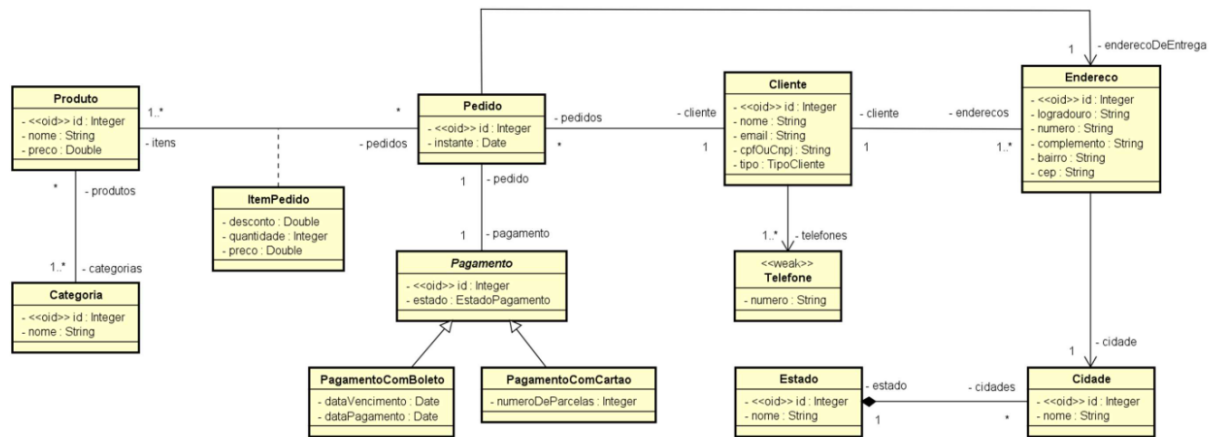 - enderecoDeEntrega
1
Produto
- <<oid>> id : Integer
- nome : String
- preco : Double
1..*
- itens
*
- pedidos
Pedido
- <<oid>> id : Integer
- instante : Date
- pedidos
*
- cliente
1
Cliente
- <<oid>> id : Integer
- nome : String
- email : String
- cpfOuCnpj : String
- tipo : TipoCliente
- cliente
1
- enderecos
1..*
Endereco
- <<oid>> id : Integer
- logradouro : String
- numero : String
- complemento : String
- bairro : String
- cep : String
*
- produtos
1..*
- categorias
Categoria
- <<oid>> id : Integer
- nome : String
ItemPedido
- desconto : Double
- quantidade : Integer
- preco : Double
1
- pedido
1
- pagamento
Pagamento
- <<oid>> id : Integer
- estado : EstadoPagamento
1..*
- telefones
<<weak>>
Telefone
- numero : String
PagamentoComBoleto
- dataVencimento : Date
- dataPagamento : Date
PagamentoComCartao
- numeroDeParcelas : Integer
Estado
- <<oid>> id : Integer
- nome : String
- estado
1
- cidades
*
1
- cidade
Cidade
- <<oid>> id : Integer
- nome : String